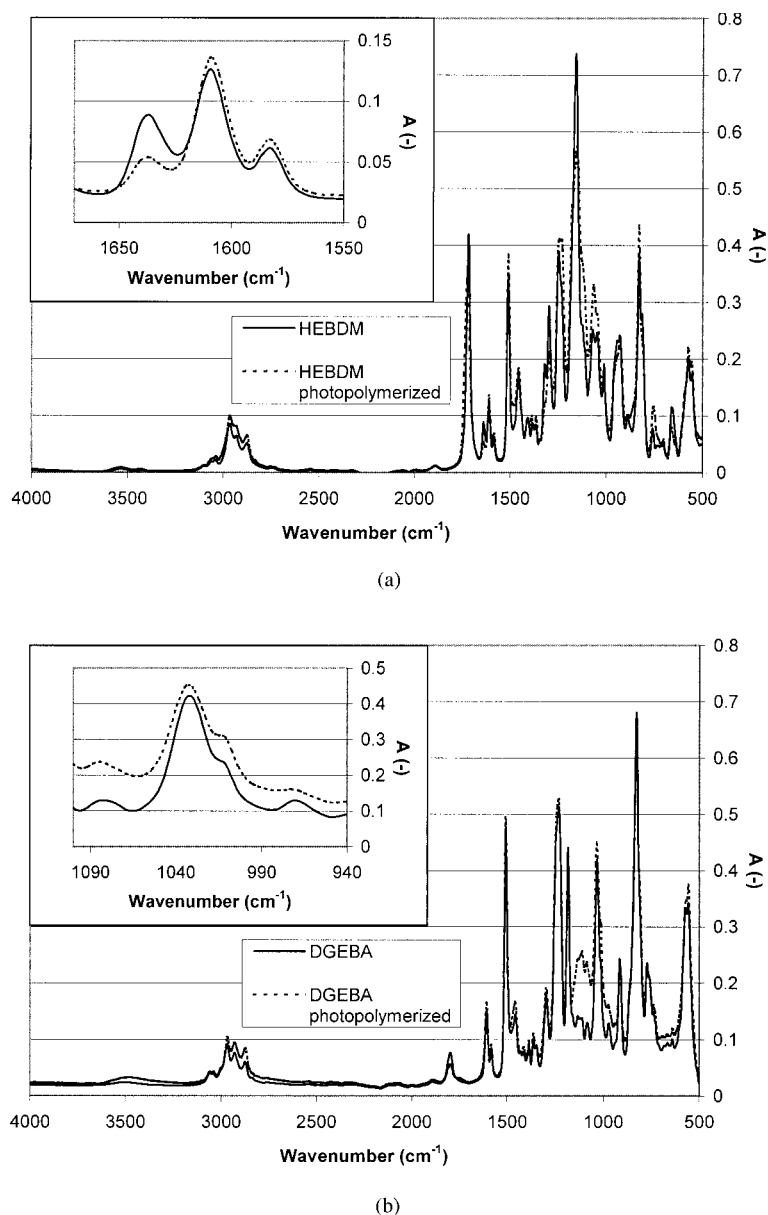 0.8
0.7
0.6
0.5
0.4
0.3
0.2
0.1
0
A (-)
0.15
0.1
0.05
0
A (-)
1650 1600 1550
Wavenumber (cm-1)
HEBDM
HEBDM
photopolymerized
4000 3500 3000 2500 2000 1500 1000 500
Wavenumber (cm-1)
(a)
0.8
0.7
0.6
0.5
0.4
0.3
0.2
0.1
0
A (-)
0.5
0.4
0.3
0.2
0.1
0
A (-)
1090 1040 990 940
Wavenumber (cm-1)
DGEBA
DGEBA
photopolymerized
4000 3500 3000 2500 2000 1500 1000 500
Wavenumber (cm-1)
(b)